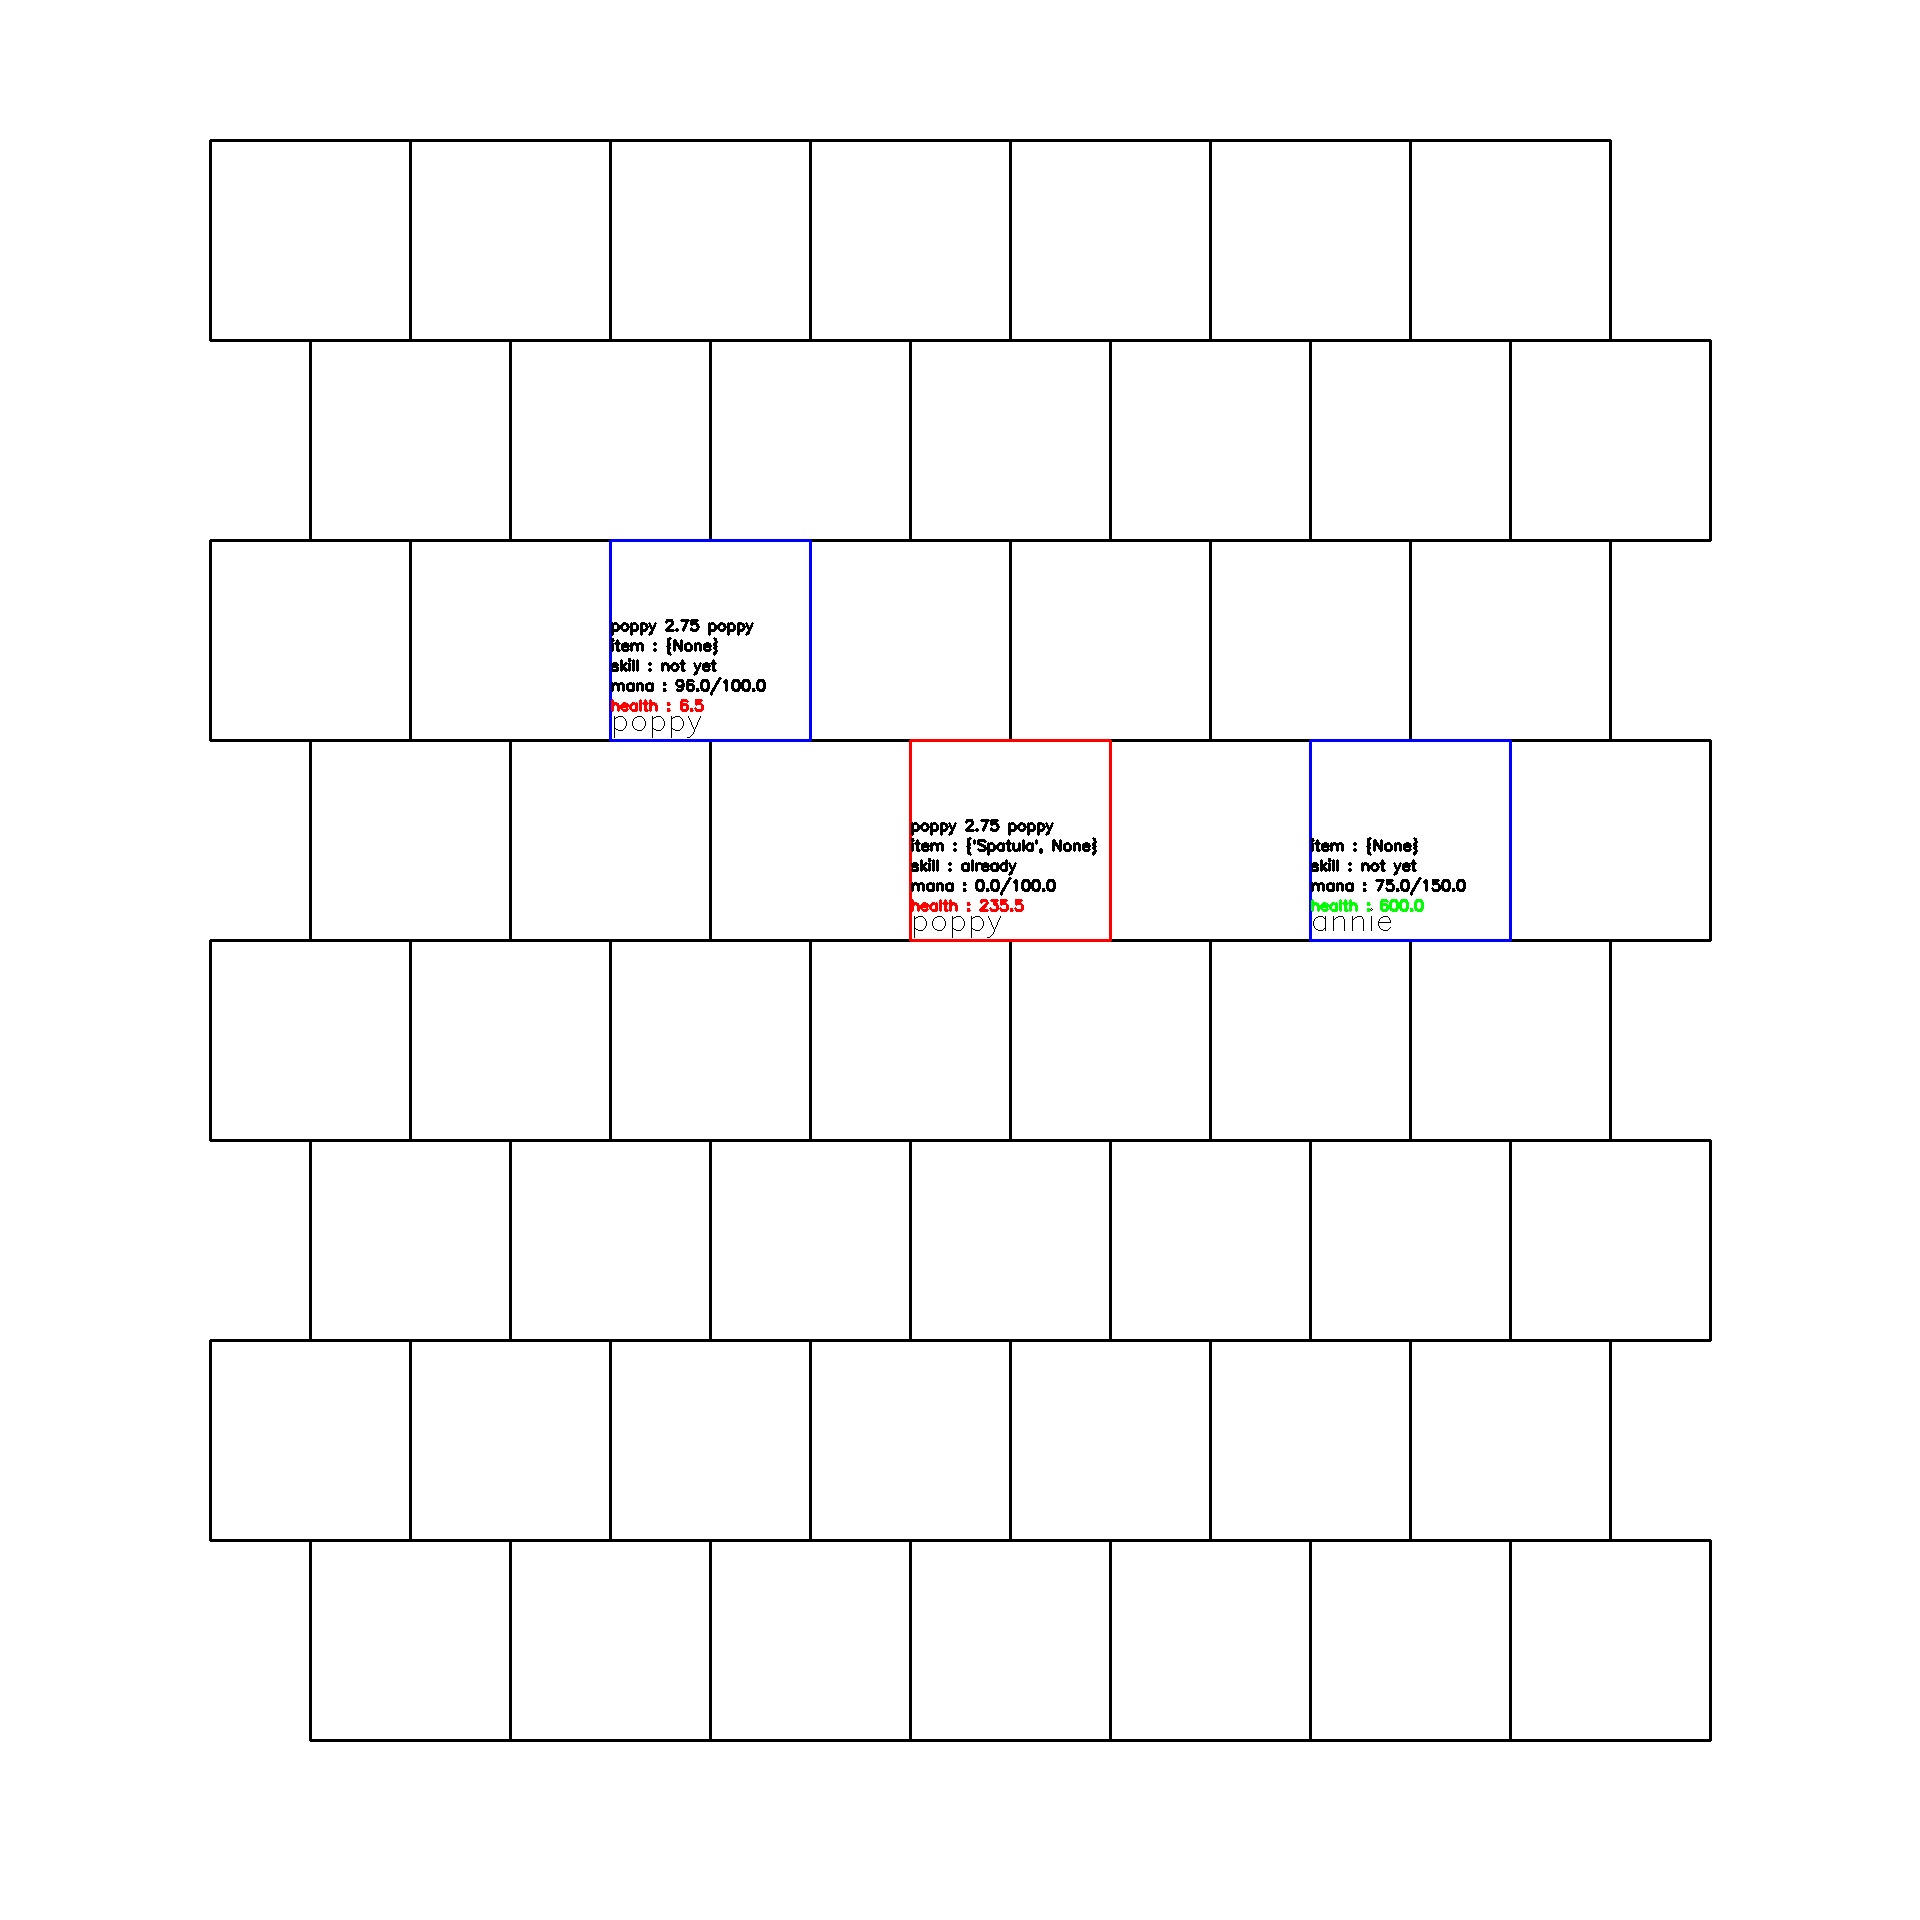 poppy 2.75 poppy
item : {None}
skill : not yet
mana : 96.0/100.0
health : 6.5
poppy
poppy 2.75 poppy
item : {'Spatula', None}
skill : already
mana : 0.0/100.0
health : 235.5
poppy
item : {None}
skill : not yet
mana : 75.0/150.0
health : 600.0
annie